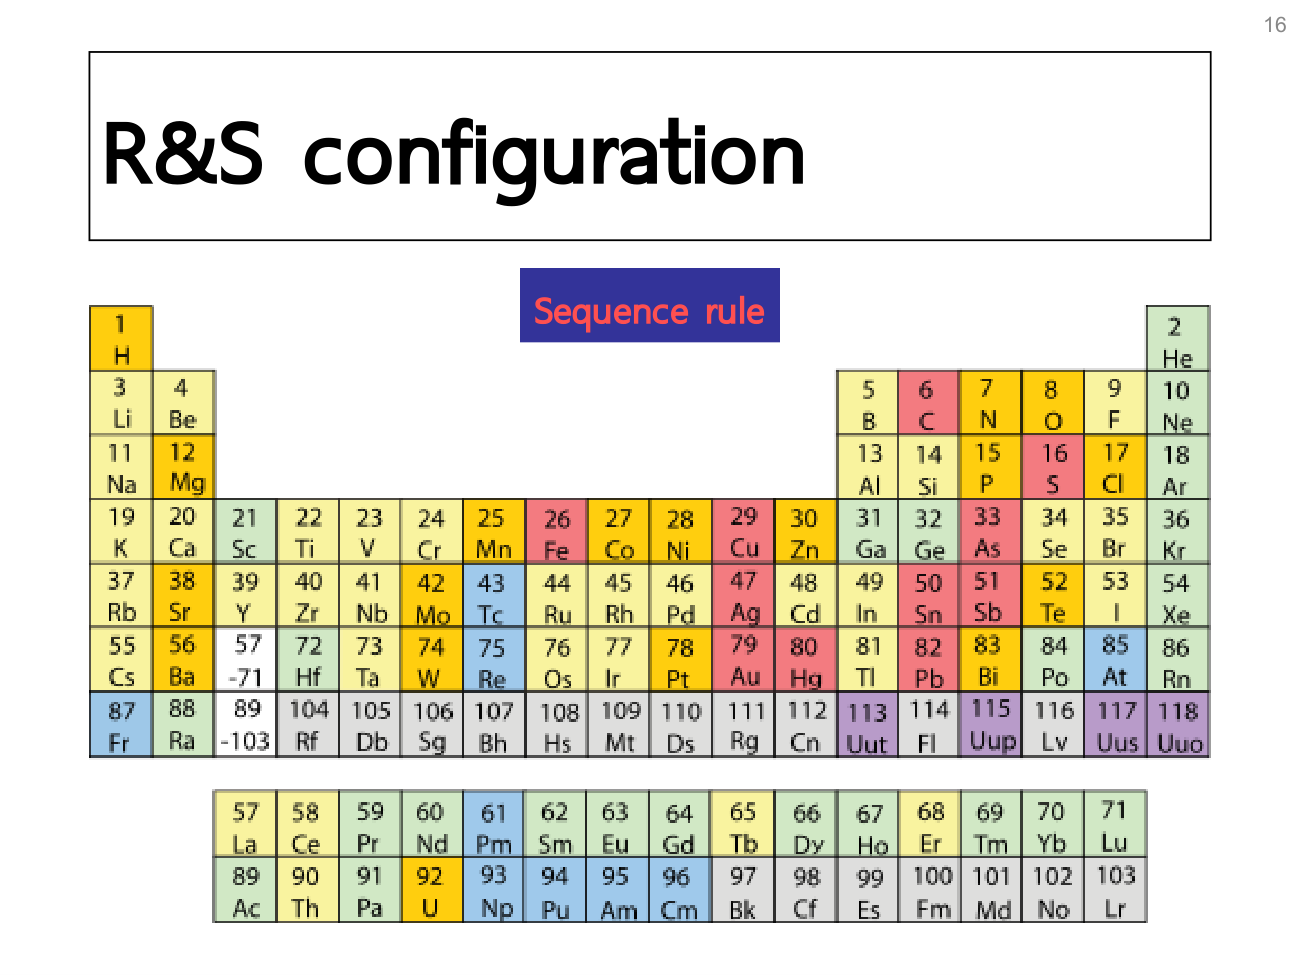 16
R&S configuration
Sequence rule
1 2
H He
3 4 5 6 7 8 9 10
Li Be B C N O F Ne
11 12 13 14 15 16 17 18
Na Mg Al Si P S Cl Ar
19 20 21 22 23 24 25 26 27 28 29 30 31 32 33 34 35 36
K Ca Sc Ti V Cr Mn Fe Co Ni Cu Zn Ga Ge As Se Br Kr
37 38 39 40 41 42 43 44 45 46 47 48 49 50 51 52 53 54
Rb Sr Y Zr Nb Mo Tc Ru Rh Pd Ag Cd In Sn Sb Te I Xe
55 56 57 72 73 74 75 76 77 78 79 80 81 82 83 84 85 86
Cs Ba -71 Hf Ta W Re Os Ir Pt Au Hg Tl Pb Bi Po At Rn
87 88 89 104 105 106 107 108 109 110 111 112 113 114 115 116 117 118
Fr Ra -103 Rf Db Sg Bh Hs Mt Ds Rg Cn Uut Fl Uup Lv Uus Uuo
57 58 59 60 61 62 63 64 65 66 67 68 69 70 71
La Ce Pr Nd Pm Sm Eu Gd Tb Dy Ho Er Tm Yb Lu
89 90 91 92 93 94 95 96 97 98 99 100 101 102 103
Ac Th Pa U Np Pu Am Cm Bk Cf Es Fm Md No Lr